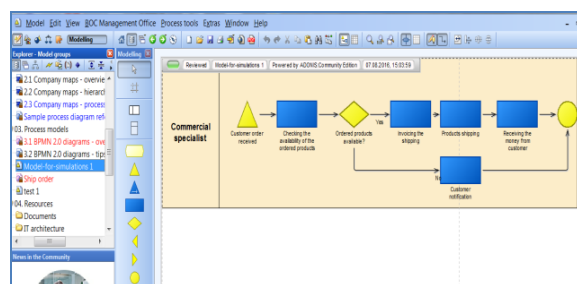 Model Edit View BOC Management Office Process tools Extras Window Help
Modelling
Explorer - Model groups
Modelling
2.1 Company maps - overvie
2.2 Company maps - hierarch
2.3 Company maps - process
Sample process diagram refe
03. Process models
3.1 BPMN 2.0 diagrams - ove
3.2 BPMN 2.0 diagrams - tips
Model-for-simulations 1
Ship order
test 1
04. Resources
Documents
IT architecture
News in the Community
Reviewed Model-for-simulations 1 Powered by ADONIS Community Edition 07.08.2016, 15:03:59
Commercial
specialist
Customer order
received
Checking the
availability of the
ordered products
Ordered products
available?
Yes
No
Invoicing the
shipping
Products shipping
Receiving the
money from
customer
Customer
notification